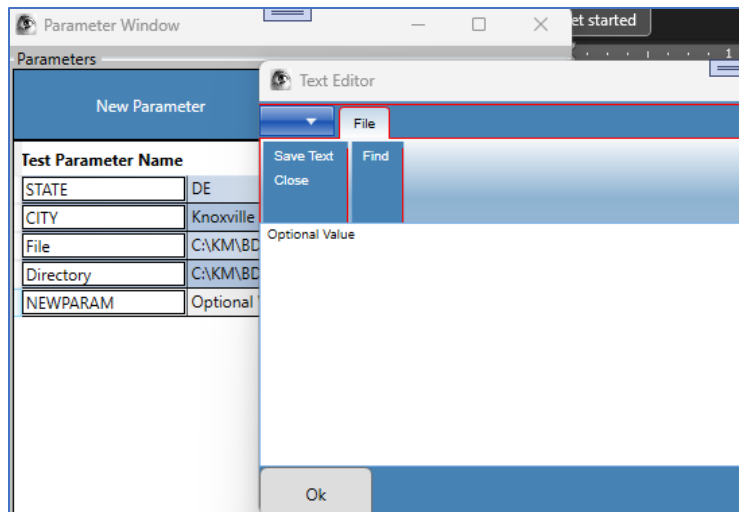 Parameter Window
et started
Parameters
1
Text Editor
New Parameter
File
Save Text Find
Close
Test Parameter Name
STATE DE
CITY Knoxville
File C:\KM\BD
Directory C:\KM\BD
NEWPARAM Optional
Optional Value
Ok